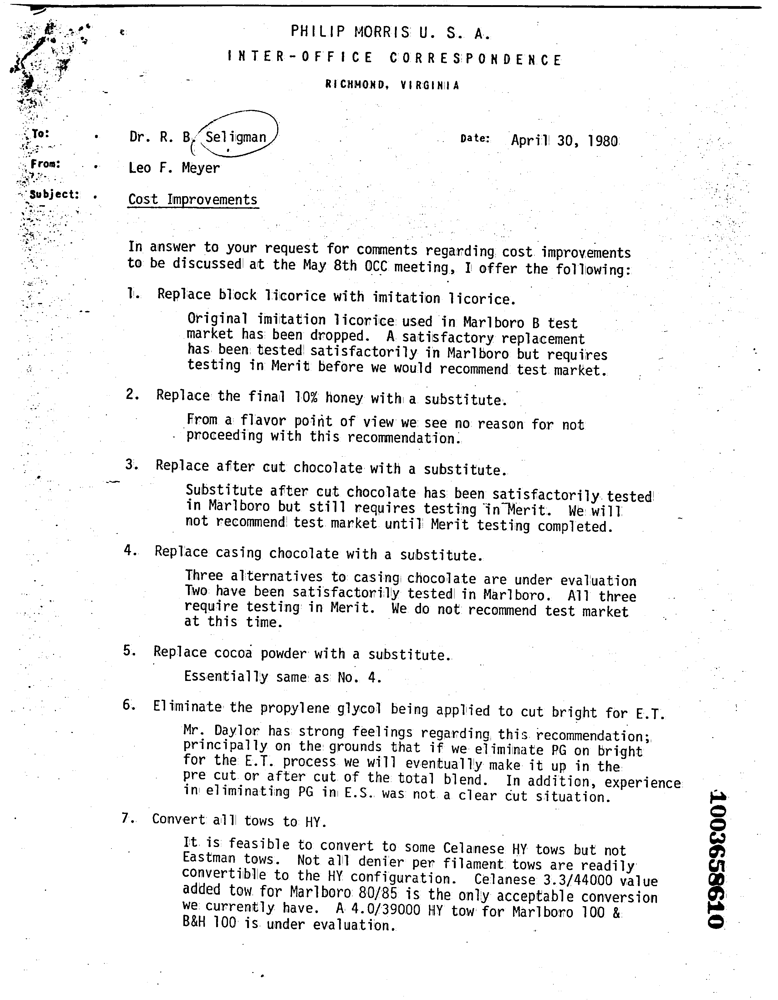 PHILIP MORRIS U. S. A.
INTER-OFFICE CORRESPONDENCE
RICHMOND, VIRGINIA
To: Dr. R. B. Seligman Date: April 30, 1980
From: Leo F. Meyer
Subject: Cost Improvements
In answer to your request for comments regarding cost improvements
to be discussed at the May 8th OCC meeting, I offer the following:
1. Replace block licorice with imitation licorice.
Original imitation licorice used in Marlboro B test
market has been dropped. A satisfactory replacement
has been tested satisfactorily in Marlboro but requires
testing in Merit before we would recommend test market.
2. Replace the final 10% honey with a substitute.
From a flavor point of view we see no reason for not
proceeding with this recommendation.
3. Replace after cut chocolate with a substitute.
Substitute after cut chocolate has been satisfactorily tested
in Marlboro but still requires testing in Merit. We will
not recommend test market until Merit testing completed.
4. Replace casing chocolate with a substitute.
Three alternatives to casing chocolate are under evaluation
Two have been satisfactorily tested in Marlboro. All three
require testing in Merit. We do not recommend test market
at this time.
5. Replace cocoa powder with a substitute.
Essentially same as No. 4.
6. Eliminate the propylene glycol being applied to cut bright for E.T.
Mr. Daylor has strong feelings regarding this recommendation;
principally on the grounds that if we eliminate PG on bright
for the E.T. process we will eventually make it up in the
pre cut or after cut of the total blend. In addition, experience
in eliminating PG in E.S. was not a clear cut situation.
7. Convert all tows to HY.
It is feasible to convert to some Celanese HY tows but not
Eastman tows. Not all denier per filament tows are readily
convertible to the HY configuration. Celanese 3.3/44000 value
added tow for Marlboro 80/85 is the only acceptable conversion
we currently have. A 4.0/39000 HY tow for Marlboro 100 &
B&H 100 is under evaluation.
1003658610